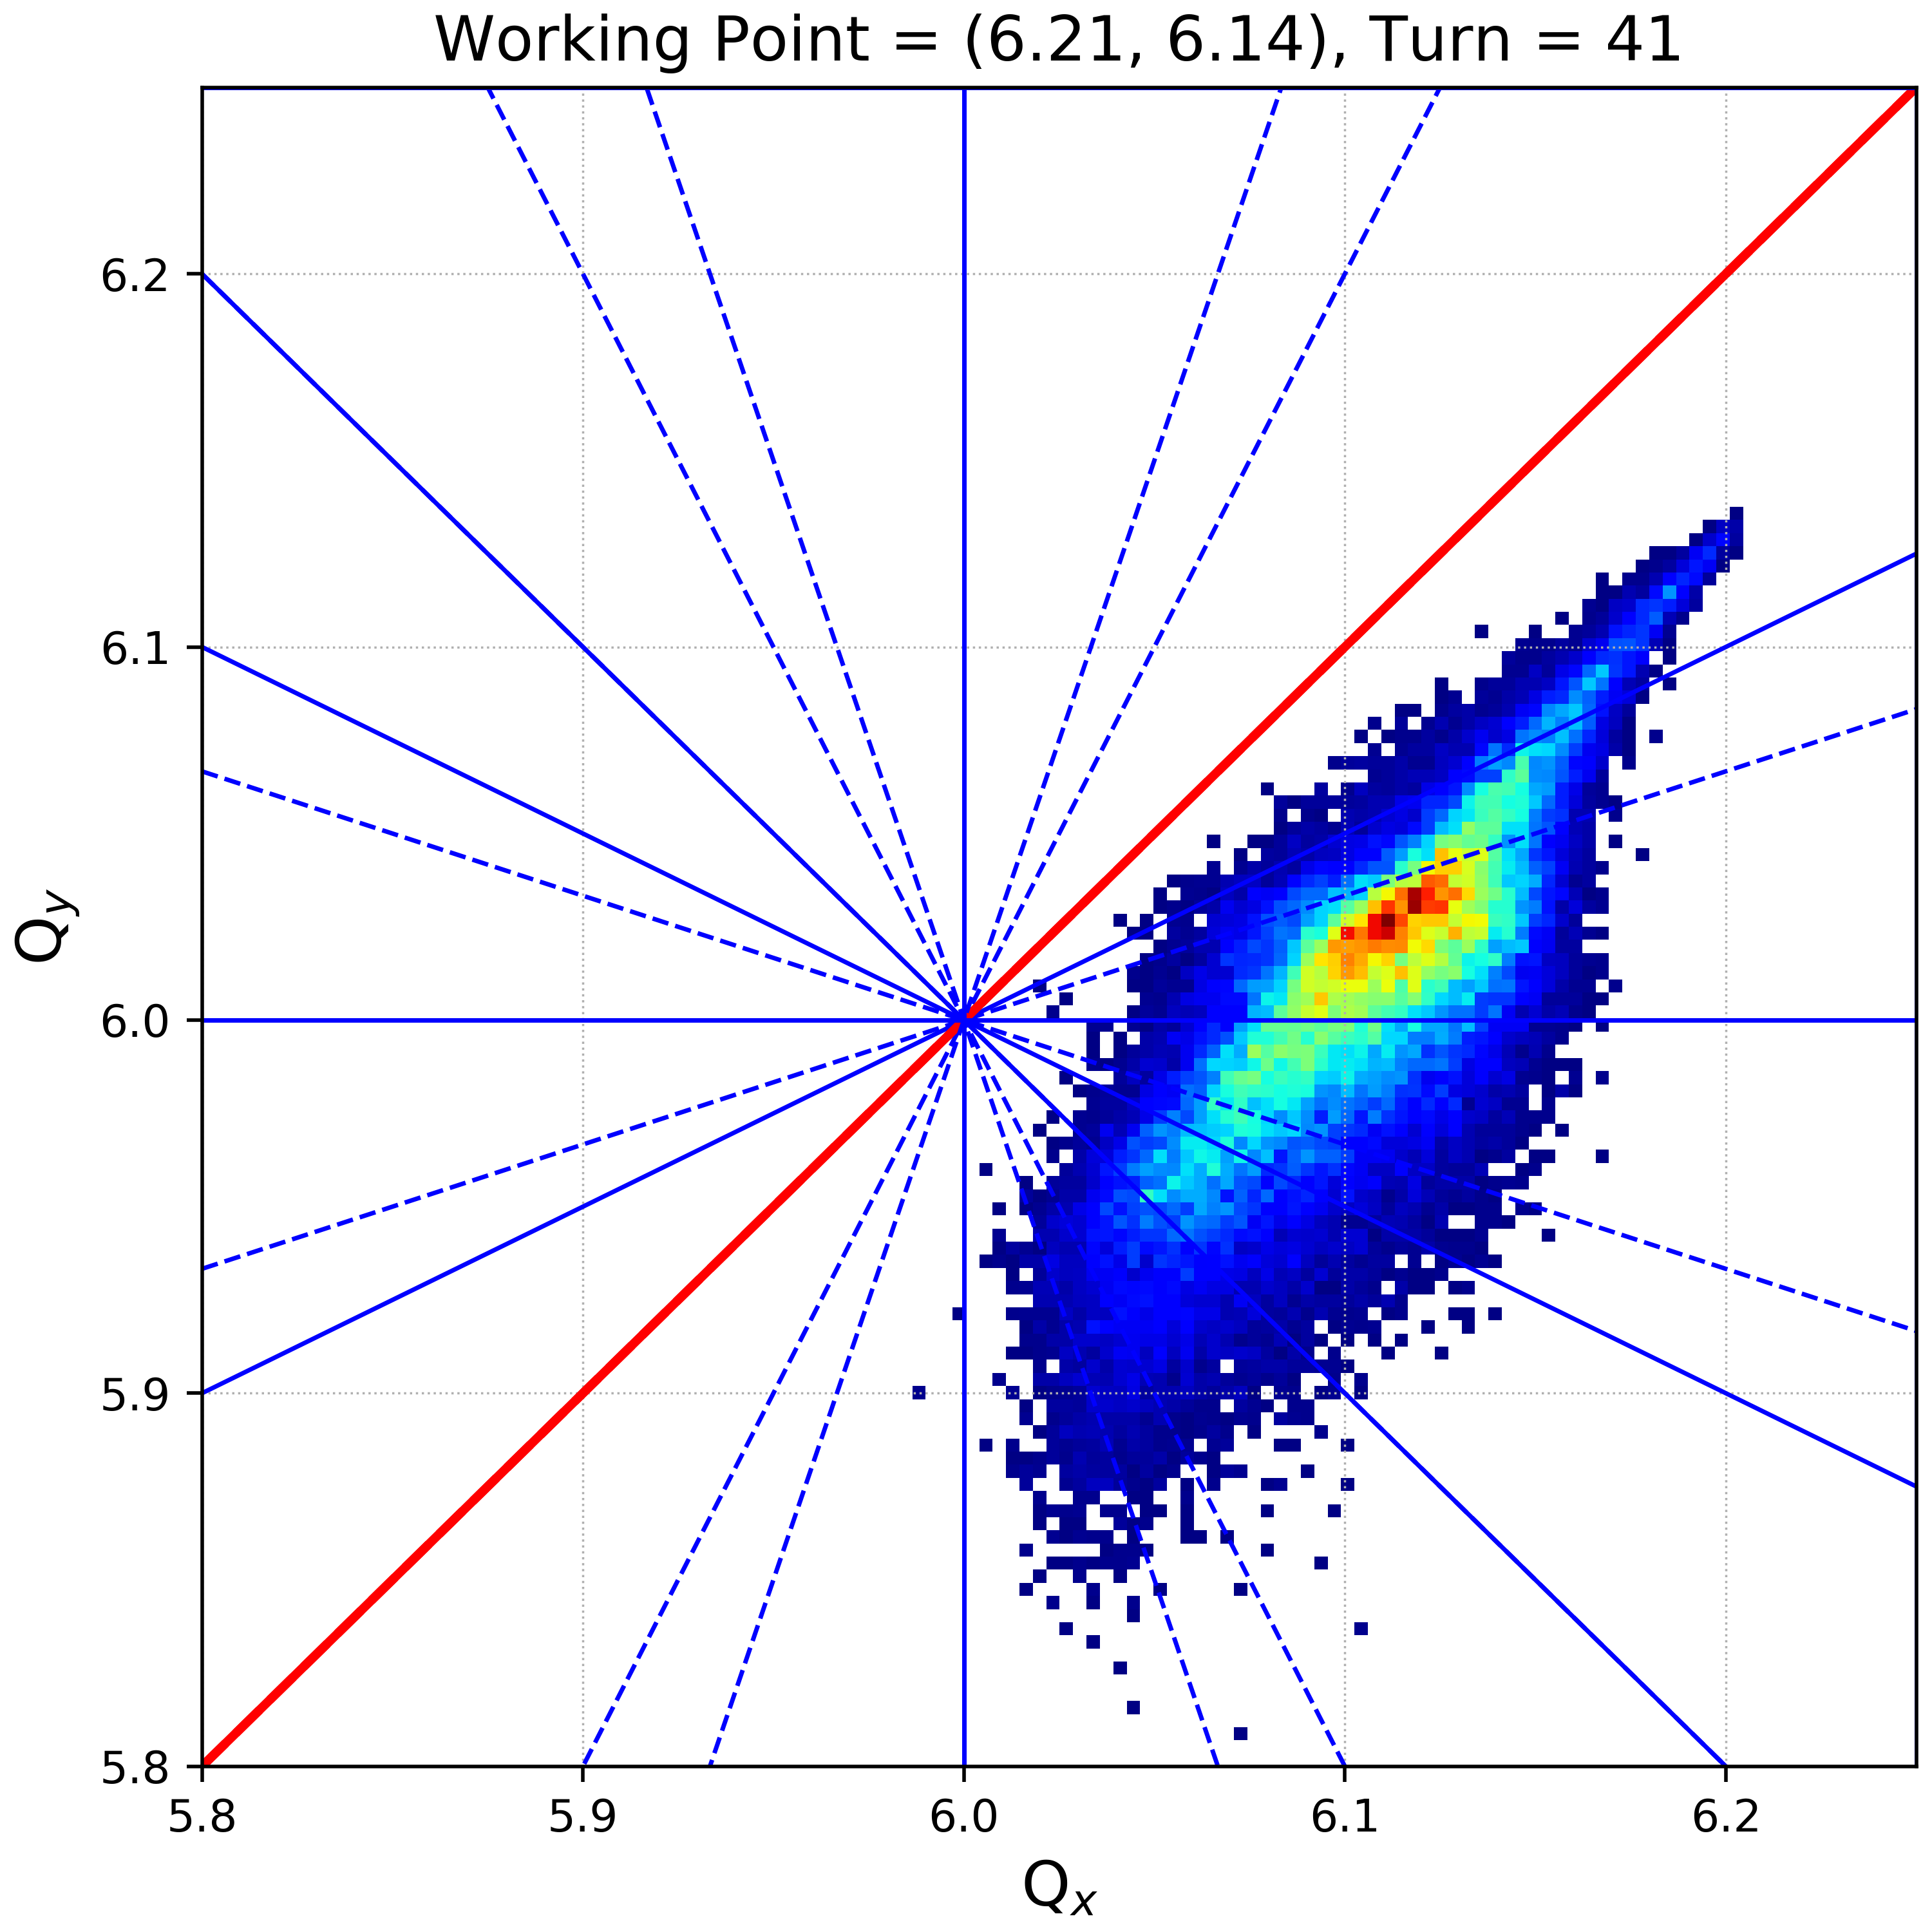 Working Point = (6.21, 6.14), Turn = 41
6.2
6.1
6.0
5.9
5.8
Qy
5.8 5.9 6.0 6.1 6.2
Qx